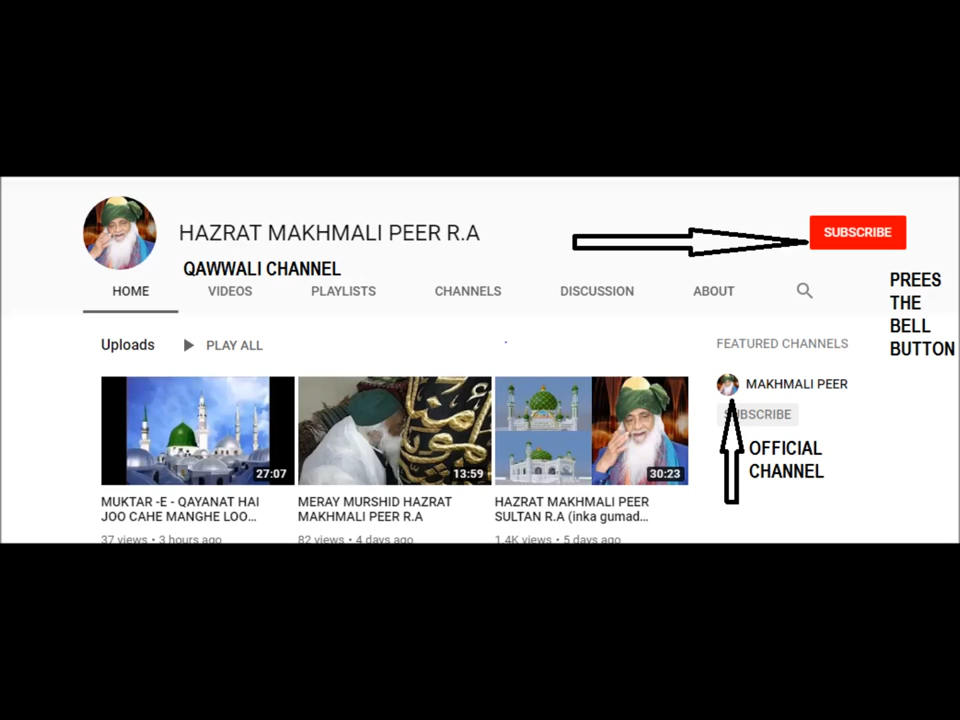 HAZRAT MAKHMALI PEER R.A
SUBSCRIBE
QAWWALI CHANNEL
HOME VIDEOS PLAYLISTS CHANNELS DISCUSSION ABOUT
PREES
THE
BELL
BUTTON
Uploads PLAY ALL
FEATURED CHANNELS
MAKHMALI PEER
SUBSCRIBE
OFFICIAL
CHANNEL
27:07
13:59
30:23
MUKTAR -E - QAYANAT HAI
JOO CAHE MANGHE LOO...
37 views • 3 hours ago
MERAY MURSHID HAZRAT
MAKHMALI PEER R.A
82 views • 4 days ago
HAZRAT MAKHMALI PEER
SULTAN R.A (inka gumad...
1.4K views • 5 days ago